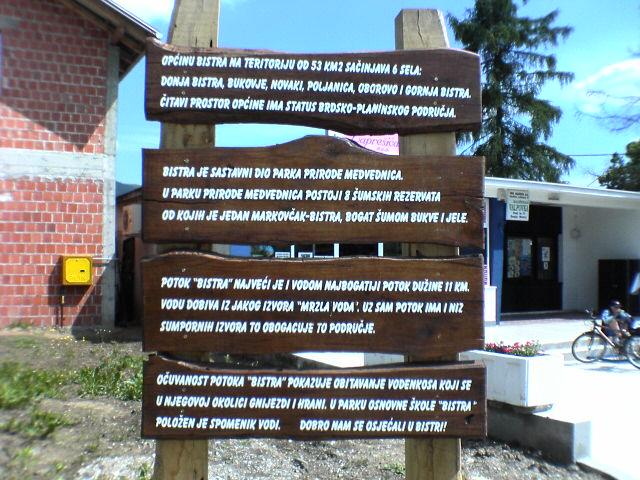 OPĆINU BISTRA NA TERITORIJU OD 53 KM2 SAČINJAVA 6 SELA:
DONJA BISTRA, BUKOVJE, NOVAKI, POLJANICA, OBOROVO I GORNJA BISTRA.
ČITAVI PROSTOR OPĆINE IMA STATUS BRDSKO-PLANINSKOG PODRUČJA.
BISTRA JE SASTAVNI DIO PARKA PRIRODE MEDVEDNICA.
U PARKU PRIRODE MEDVEDNICA POSTOJI 8 ŠUMSKIH REZERVATA
OD KOJIH JE JEDAN MARKOVČAK-BISTRA, BOGAT ŠUMOM BUKVE I JELE.
POTOK "BISTRA" NAJVEĆI JE I VODOM NAJBOGATIJI POTOK DUŽINE 11 KM.
VODU DOBIVA IZ JAKOG IZVORA "MRZLA VODA". UZ SAM POTOK IMA I NIZ
SUMPORNIH IZVORA TO OBOGAĆUJE TO PODRUČJE.
OČUVANOST POTOKA "BISTRA" POKAZUJE OBITAVANJE VODENKOSA KOJI SE
U NJEGOVOJ OKOLICI GNIJEZDI I HRANI. U PARKU OSNOVNE ŠKOLE "BISTRA"
POLOŽEN JE SPOMENIK VODI. DOBRO NAM SE OSJEĆALI U BISTRI!